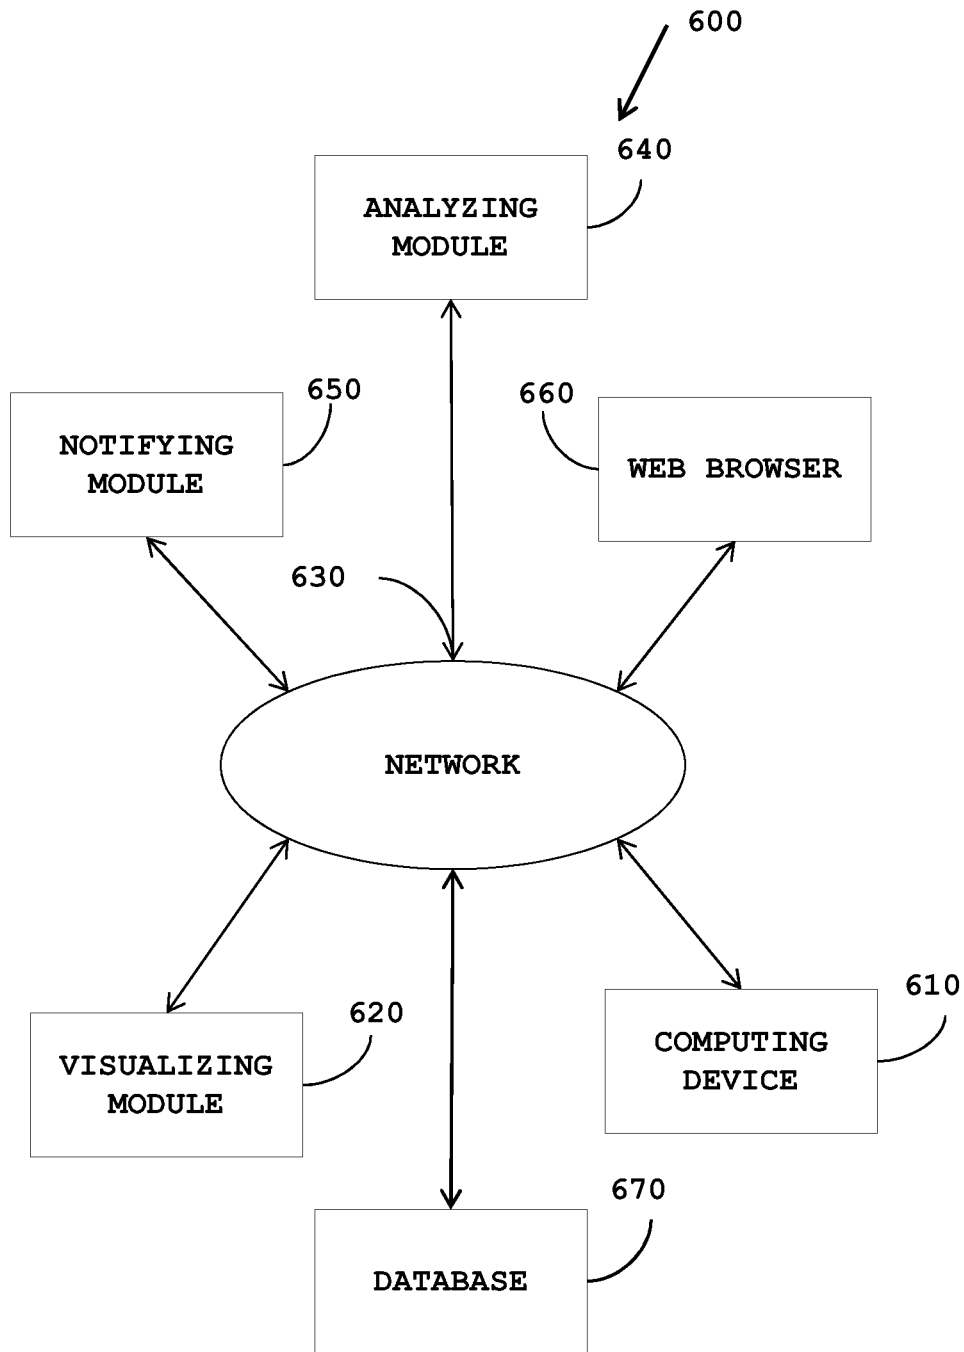 600
640
ANALYZING
MODULE
650
660
NOTIFYING
MODULE
WEB BROWSER
630
NETWORK
610
620
COMPUTING
DEVICE
VISUALIZING
MODULE
670
DATABASE